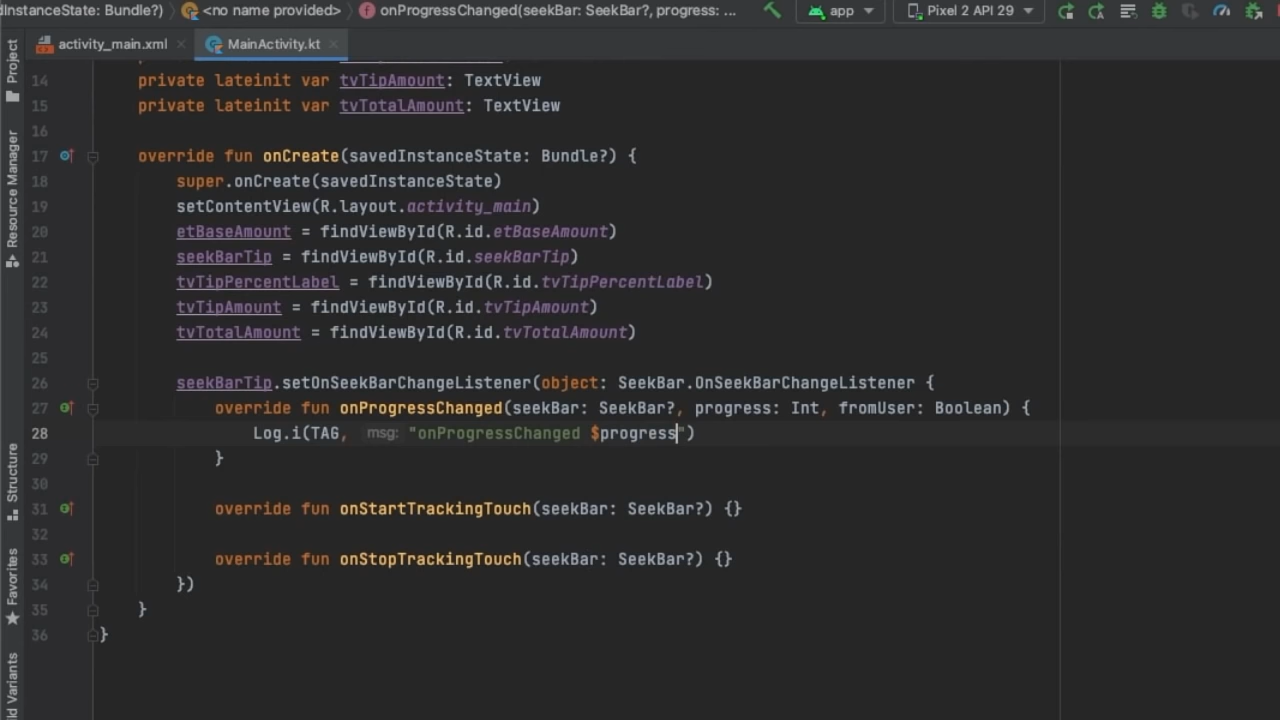 dInstanceState: Bundle?) <no name provided> onProgressChanged(seekBar: SeekBar?, progress: ... app Pixel 2 API 29
activity_main.xml MainActivity.kt
Project
Resource Manager
Structure
Favorites
ld Variants
14 private lateinit var tvTipAmount: TextView
15 private lateinit var tvTotalAmount: TextView
16
17 override fun onCreate(savedInstanceState: Bundle?) {
18 super.onCreate(savedInstanceState)
19 setContentView(R.layout.activity_main)
20 etBaseAmount = findViewById(R.id.etBaseAmount)
21 seekBarTip = findViewById(R.id.seekBarTip)
22 tvTipPercentLabel = findViewById(R.id.tvTipPercentLabel)
23 tvTipAmount = findViewById(R.id.tvTipAmount)
24 tvTotalAmount = findViewById(R.id.tvTotalAmount)
25
26 seekBarTip.setOnSeekBarChangeListener(object: SeekBar.OnSeekBarChangeListener {
27 override fun onProgressChanged(seekBar: SeekBar?, progress: Int, fromUser: Boolean) {
28 Log.i(TAG, msg: "onProgressChanged $progress")
29 }
30
31 override fun onStartTrackingTouch(seekBar: SeekBar?) {}
32
33 override fun onStopTrackingTouch(seekBar: SeekBar?) {}
34 })
35 }
36 }